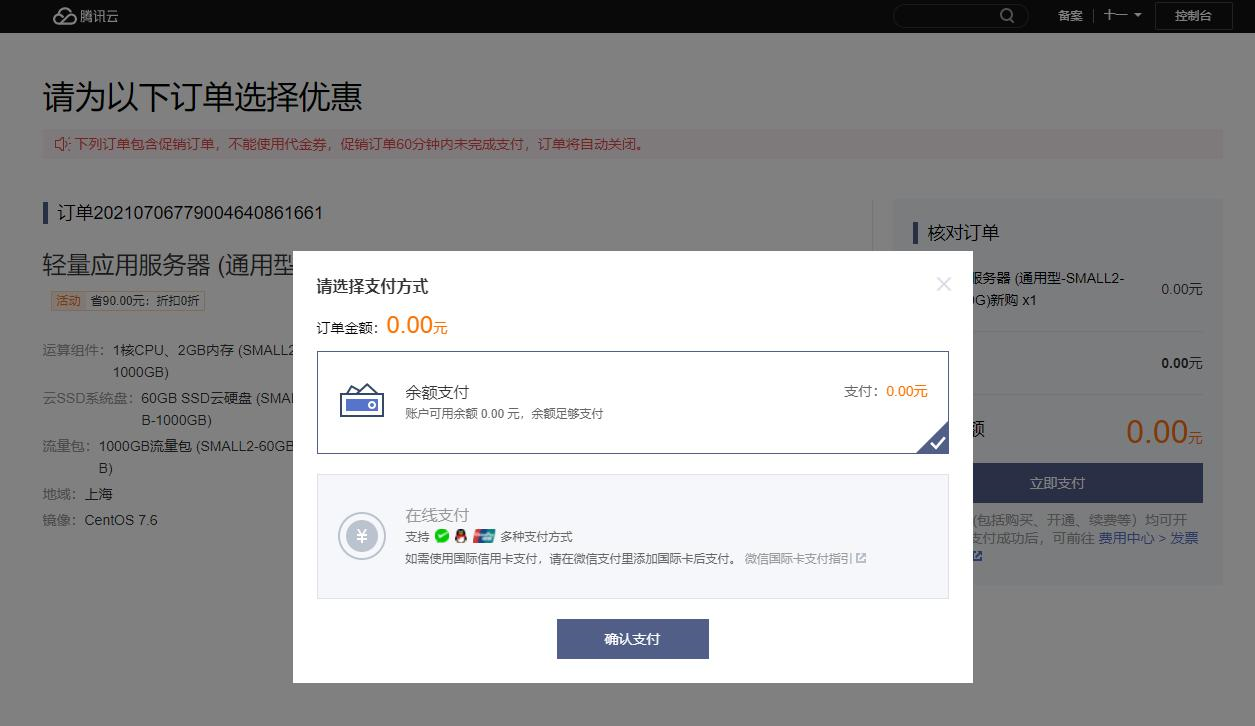 腾讯云
备案
十一
控制台
请为以下订单选择优惠
下列订单包含促销订单，不能使用代金券，促销订单60分钟内未完成支付，订单将自动关闭。
订单20210706779004640861661
核对订单
轻量应用服务器 (通用型
服务器 (通用型-SMALL2-
0G)新购 x1
0.00元
活动 省90.00元：折扣0折
运算组件： 1核CPU、2GB内存 (SMALL2
1000GB)
云SSD系统盘： 60GB SSD云硬盘 (SMAL
B-1000GB)
流量包： 1000GB流量包 (SMALL2-60GB
B)
地域： 上海
镜像： CentOS 7.6
0.00元
额
0.00元
立即支付
(包括购买、开通、续费等）均可开
支付成功后，可前往 费用中心 > 发票
请选择支付方式
订单金额： 0.00元
余额支付
账户可用余额 0.00 元，余额足够支付
支付： 0.00元
在线支付
支持 多种支付方式
如需使用国际信用卡支付，请在微信支付里添加国际卡后支付。 微信国际卡支付指引
确认支付